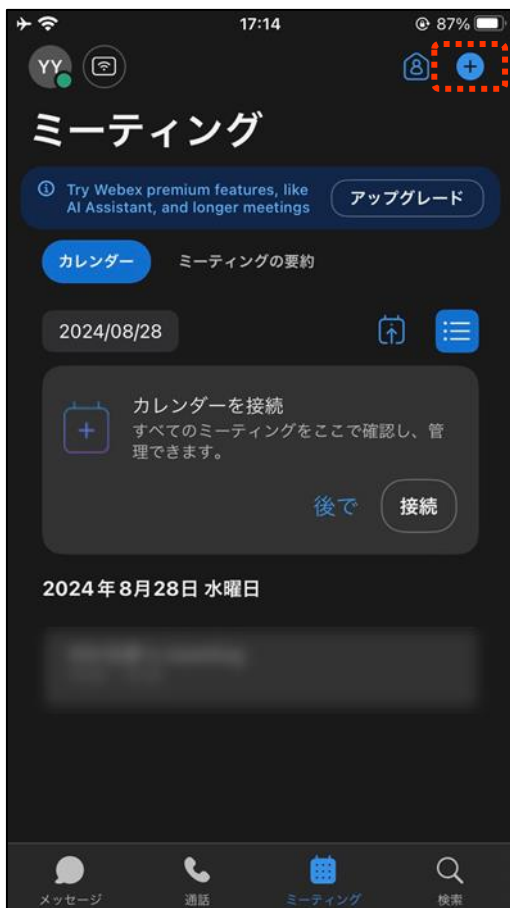 17:14
87%
YY
ミーティング
Try Webex premium features, like
AI Assistant, and longer meetings
アップグレード
カレンダー
ミーティングの要約
2024/08/28
カレンダーを接続
すべてのミーティングをここで確認し、管
理できます。
後で
接続
2024年8月28日 水曜日
メッセージ
通話
ミーティング
検索